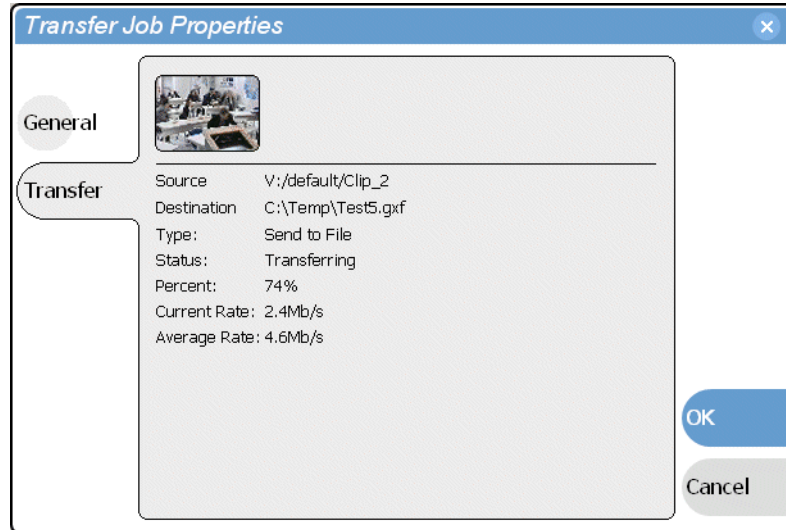 Transfer Job Properties
General
Transfer
Source V:/default/Clip_2
Destination C:\Temp\Test5.gxf
Type: Send to File
Status: Transferring
Percent: 74%
Current Rate: 2.4Mb/s
Average Rate: 4.6Mb/s
OK
Cancel